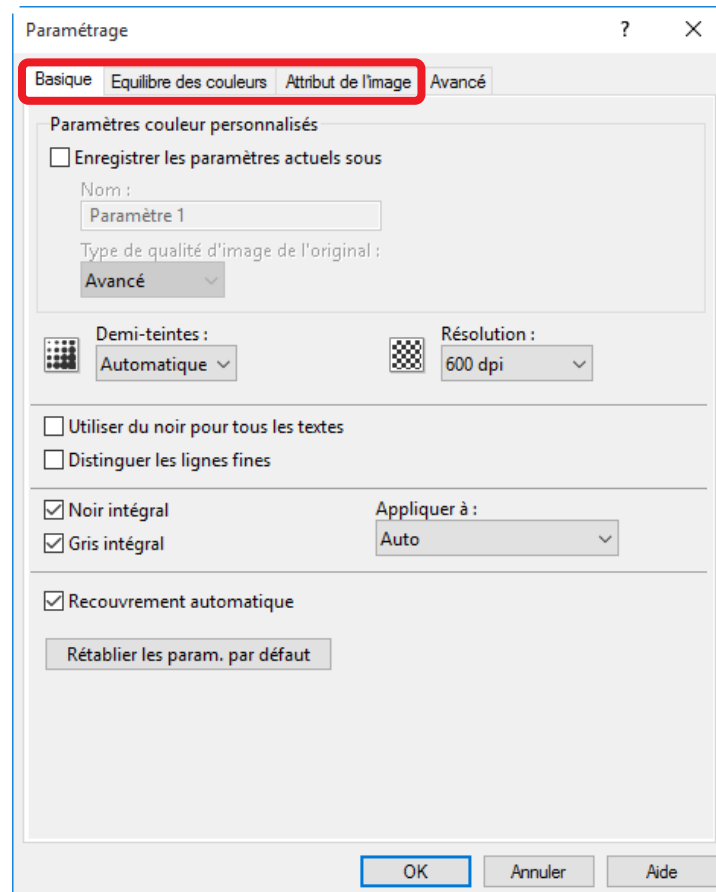 Paramétrage ?
Basique Equilibre des couleurs Attribut de l'image Avancé
Paramètres couleur personnalisés
Enregistrer les paramètres actuels sous
Nom :
Paramètre 1
Type de qualité d'image de l'original :
Avancé
Demi-teintes : Résolution :
Automatique 600 dpi
Utiliser du noir pour tous les textes
Distinguer les lignes fines
Noir intégral Appliquer à :
Gris intégral Auto
Recouvrement automatique
Rétablier les param. par défaut
OK Annuler Aide